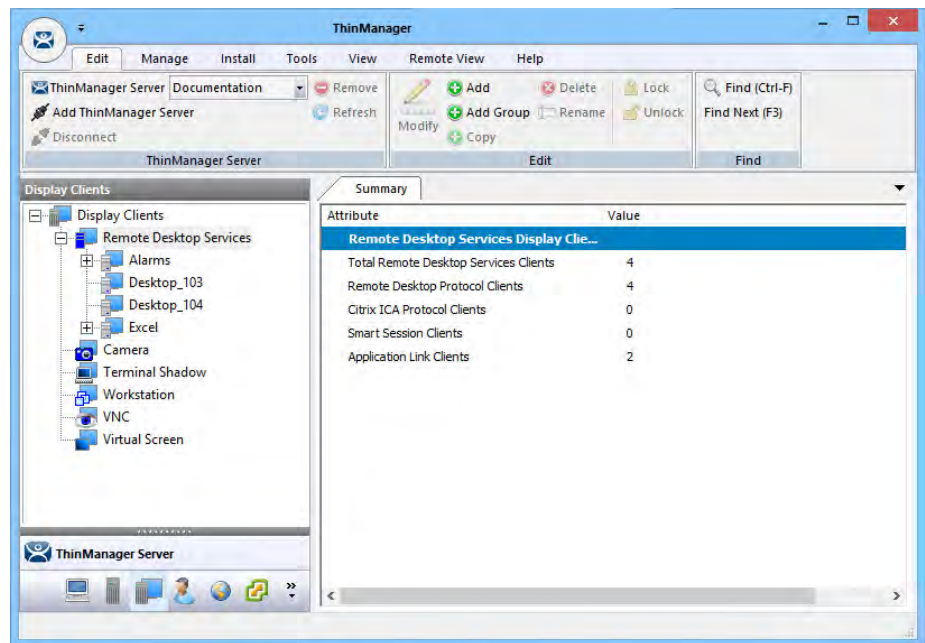 ThinManager
Edit Manage Install Tools View Remote View Help
ThinManager Server Documentation
Add ThinManager Server
Disconnect
Remove
Refresh
ThinManager Server
Modify
Add
Add Group
Copy
Delete
Rename
Lock
Unlock
Edit
Find (Ctrl-F)
Find Next (F3)
Find
Display Clients
Display Clients
Remote Desktop Services
Alarms
Desktop_103
Desktop_104
Excel
Camera
Terminal Shadow
Workstation
VNC
Virtual Screen
ThinManager Server
Summary
Attribute Value
Remote Desktop Services Display Clie...
Total Remote Desktop Services Clients 4
Remote Desktop Protocol Clients 4
Citrix ICA Protocol Clients 0
Smart Session Clients 0
Application Link Clients 2